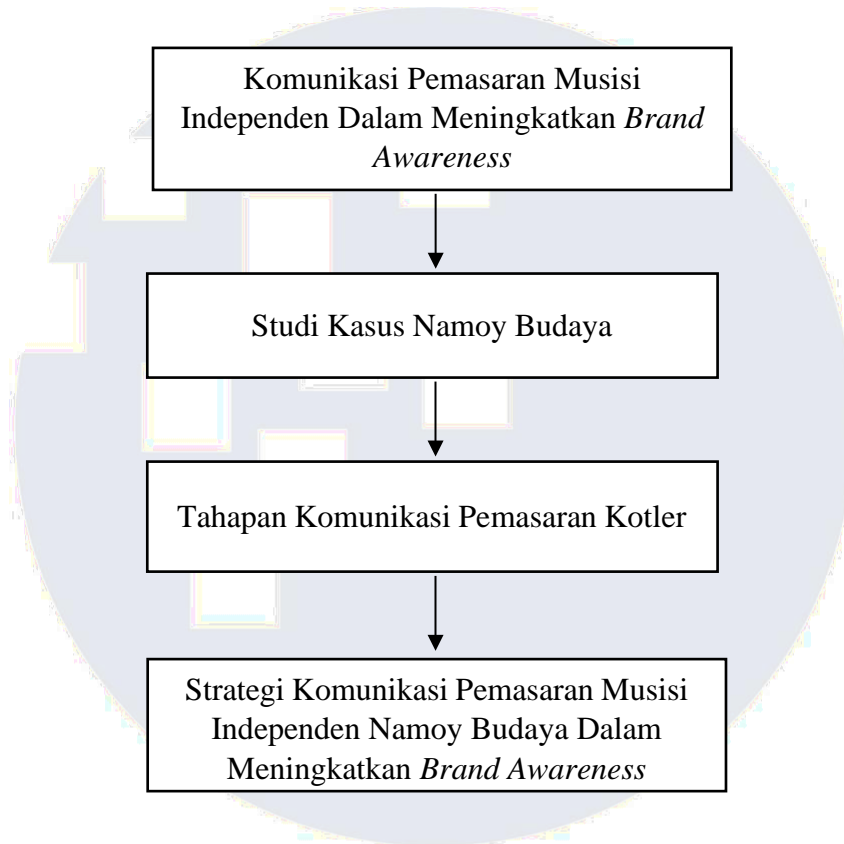 Komunikasi Pemasaran Musisi
Independen Dalam Meningkatkan Brand
Awareness
Studi Kasus Namoy Budaya
Tahapan Komunikasi Pemasaran Kotler
Strategi Komunikasi Pemasaran Musisi
Independen Namoy Budaya Dalam
Meningkatkan Brand Awareness